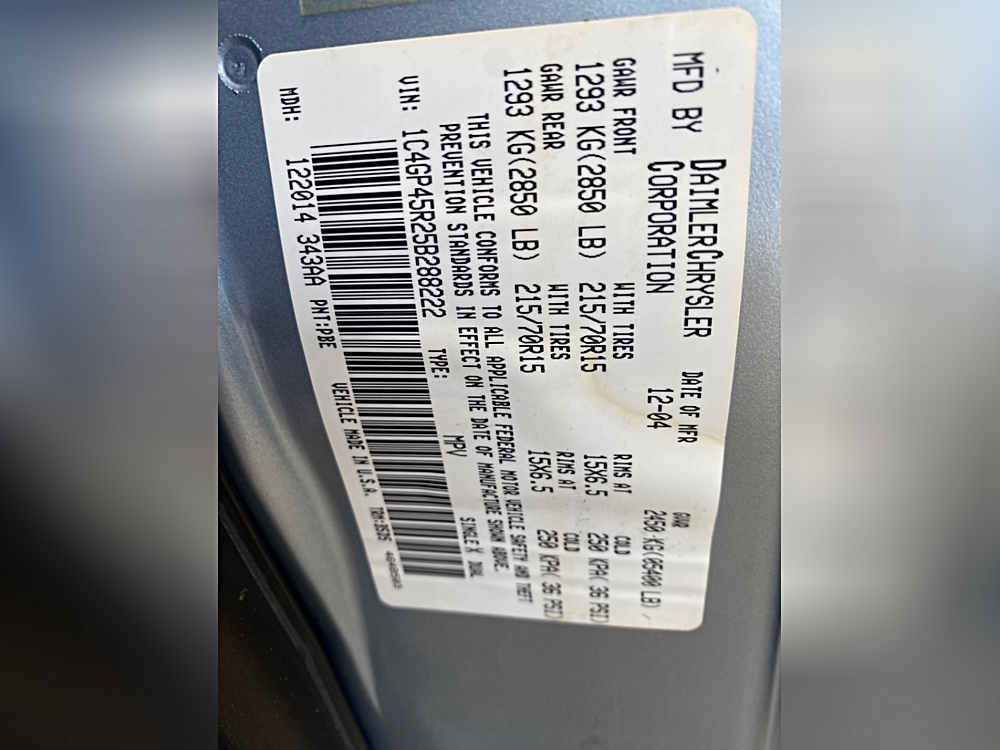 MFD BY DAIMLERCHRYSLER CORPORATION
DATE OF MFR 12-04
GVWR 2450 KG(05400 LB)
GAWR FRONT WITH TIRES RIMS AT COLD
1293 KG(2850 LB) 215/70R15 15X6.5 250 KPA( 36 PSI)
GAWR REAR WITH TIRES RIMS AT COLD
1293 KG(2850 LB) 215/70R15 15X6.5 250 KPA( 36 PSI)
THIS VEHICLE CONFORMS TO ALL APPLICABLE FEDERAL MOTOR VEHICLE SAFETY AND THEFT
PREVENTION STANDARDS IN EFFECT ON THE DATE OF MANUFACTURE SHOWN ABOVE.
VIN: 1C4GP45R25B288222 TYPE: MPV SINGLE X DUAL
MDH: 122014 343AA PNT:PBE VEHICLE MADE IN U.S.A.